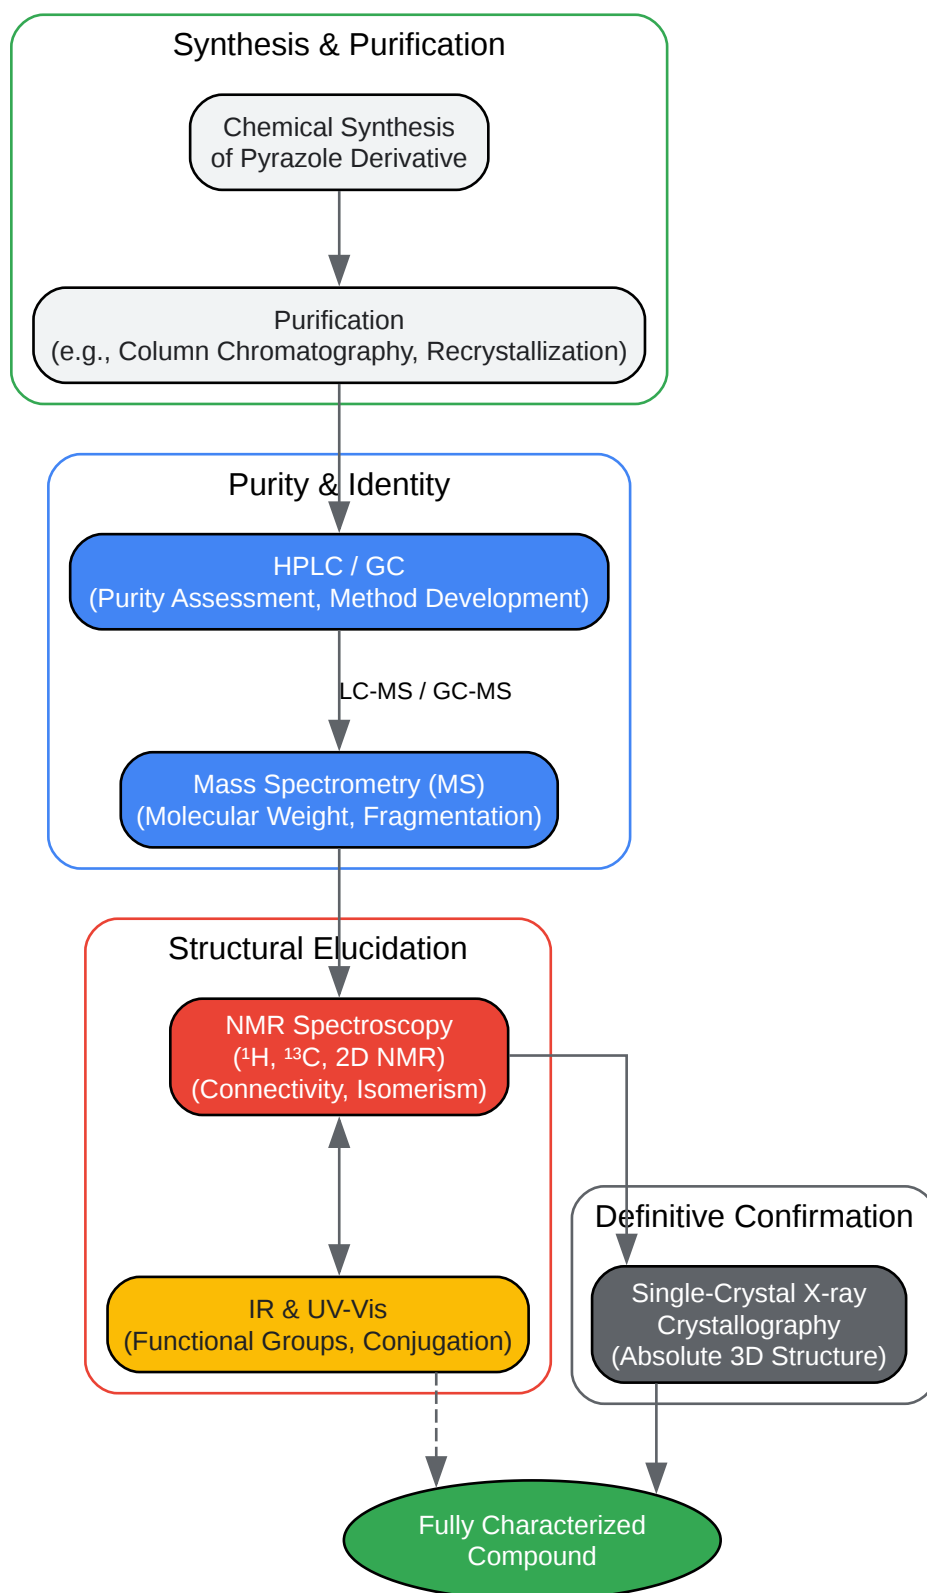 Synthesis & Purification
Chemical Synthesis
of Pyrazole Derivative
Purification
(e.g., Column Chromatography, Recrystallization)
Purity & Identity
HPLC / GC
(Purity Assessment, Method Development)
LC-MS / GC-MS
Mass Spectrometry (MS)
(Molecular Weight, Fragmentation)
Structural Elucidation
NMR Spectroscopy
(¹H, ¹³C, 2D NMR)
(Connectivity, Isomerism)
Definitive Confirmation
Single-Crystal X-ray
Crystallography
(Absolute 3D Structure)
IR & UV-Vis
(Functional Groups, Conjugation)
Fully Characterized
Compound